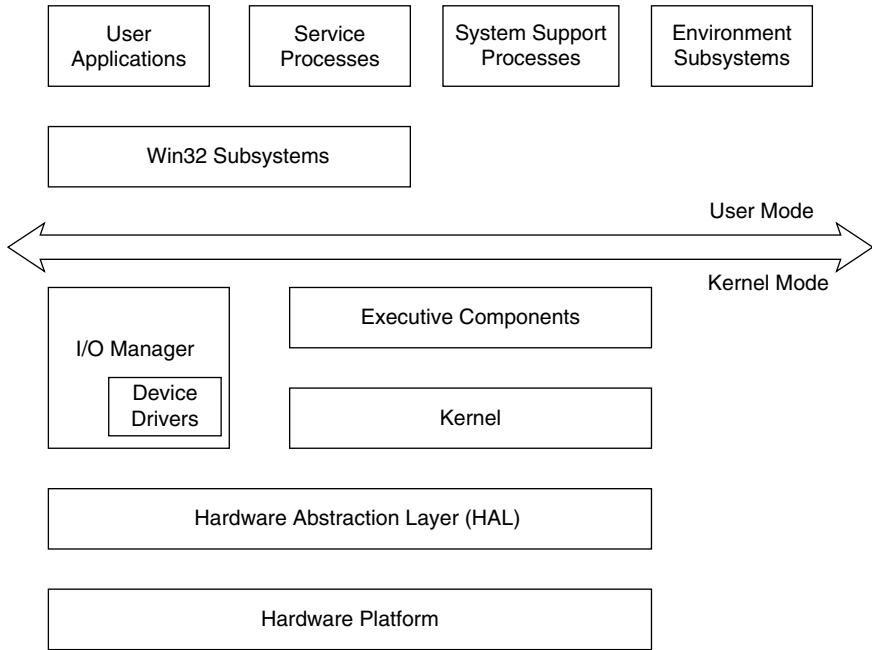 User
Applications
Service
Processes
System Support
Processes
Environment
Subsystems
Win32 Subsystems
User Mode
Kernel Mode
I/O Manager
Device
Drivers
Executive Components
Kernel
Hardware Abstraction Layer (HAL)
Hardware Platform